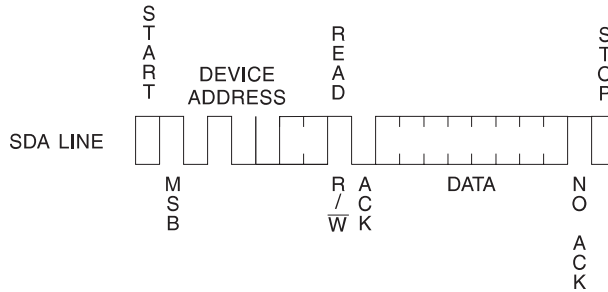 START
READ
STOP
DEVICE
ADDRESS
SDA LINE
MSB
R/W
ACK
DATA
NO ACK